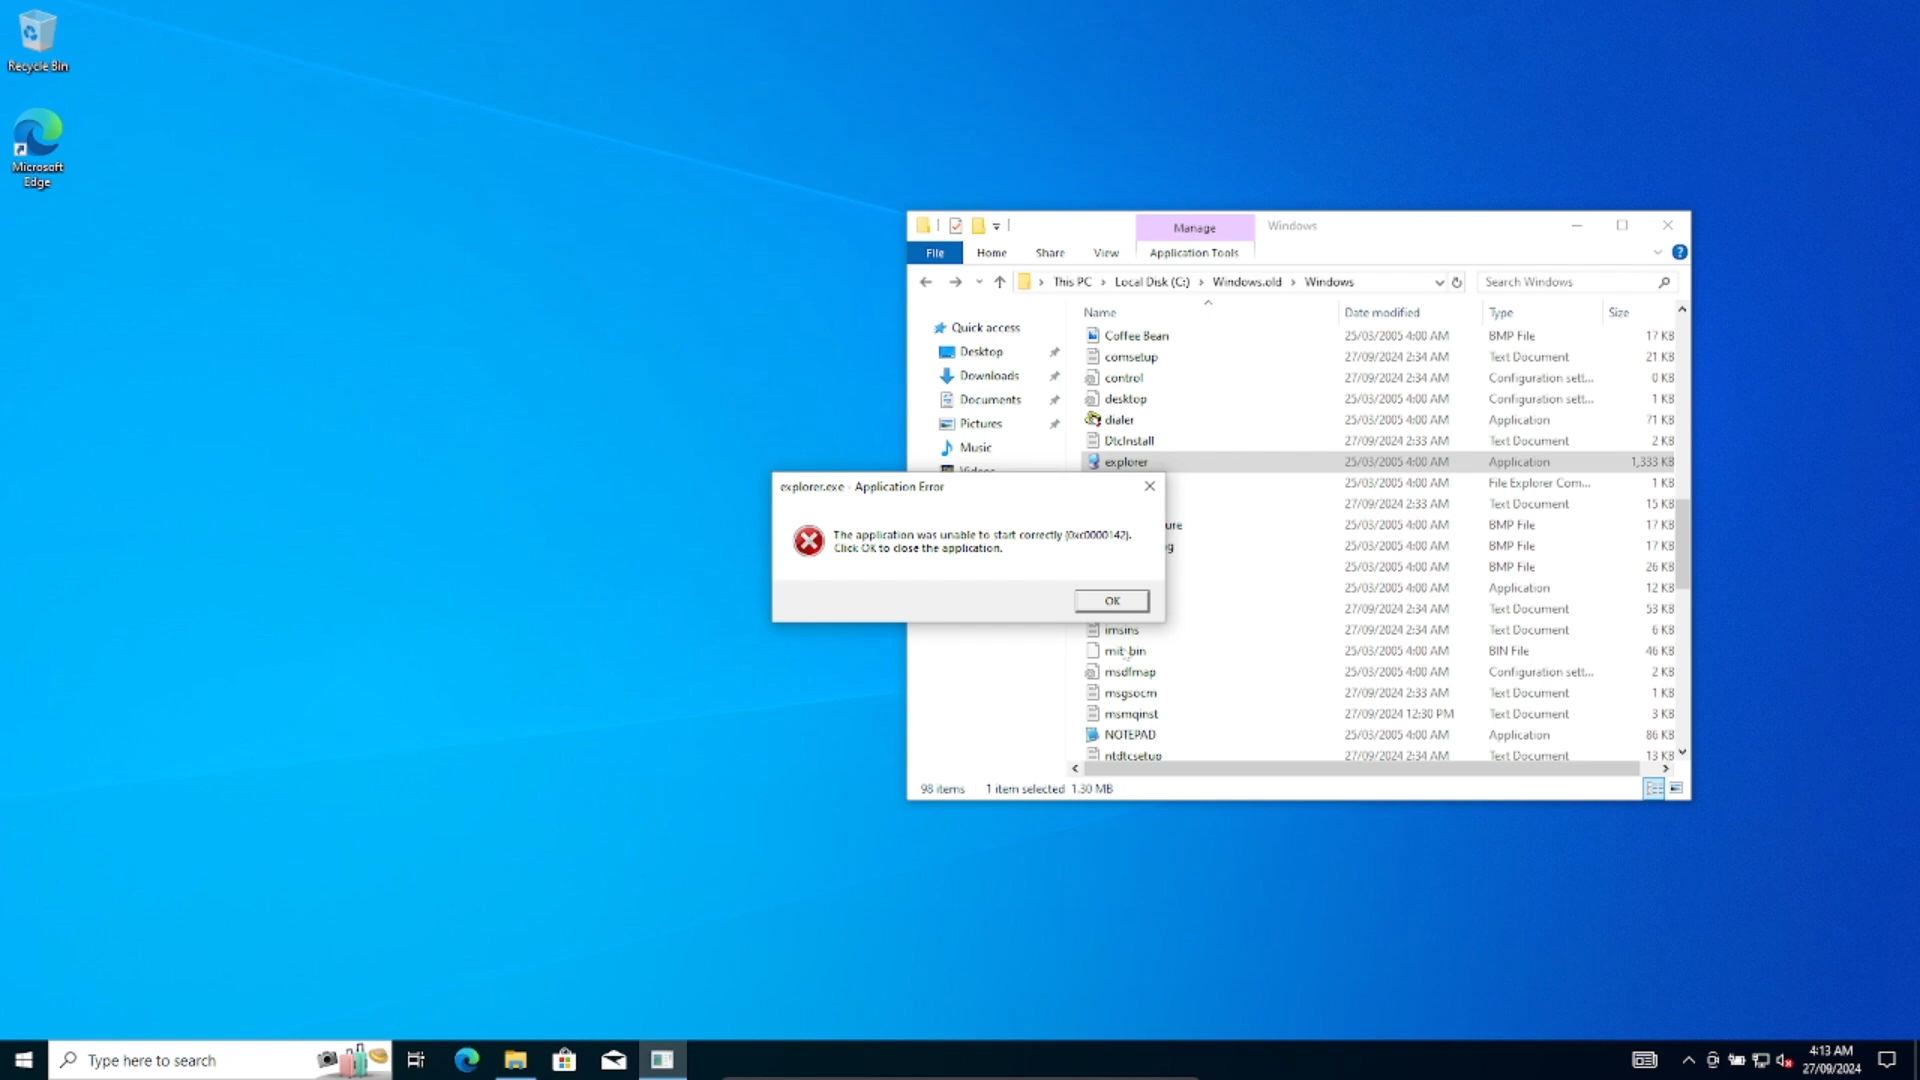 Recycle Bin
Microsoft
Edge
Manage
Windows
File
Home
Share
View
Application Tools
This PC
Local Disk (C:)
Windows.old
Windows
Search Windows
Quick access
Desktop
Downloads
Documents
Pictures
Music
Name Date modified Type Size
Coffee Bean 25/03/2005 4:00 AM BMP File 17 KB
comsetup 27/09/2024 2:34 AM Text Document 21 KB
control 27/09/2024 2:34 AM Configuration sett... 0 KB
desktop 25/03/2005 4:00 AM Configuration sett... 1 KB
dialer 25/03/2005 4:00 AM Application 71 KB
DtcInstall 27/09/2024 2:33 AM Text Document 2 KB
explorer 25/03/2005 4:00 AM Application 1,333 KB
25/03/2005 4:00 AM File Explorer Com... 1 KB
27/09/2024 2:33 AM Text Document 15 KB
ure 25/03/2005 4:00 AM BMP File 17 KB
g 25/03/2005 4:00 AM BMP File 17 KB
25/03/2005 4:00 AM BMP File 26 KB
25/03/2005 4:00 AM Application 12 KB
27/09/2024 2:34 AM Text Document 53 KB
imsins 27/09/2024 2:34 AM Text Document 6 KB
25/03/2005 4:00 AM BIN File 46 KB
msdfmap 25/03/2005 4:00 AM Configuration sett... 2 KB
msgsocm 27/09/2024 2:33 AM Text Document 1 KB
msmqinst 27/09/2024 12:30 PM Text Document 3 KB
NOTEPAD 25/03/2005 4:00 AM Application 86 KB
ntdtcsetup 27/09/2024 2:34 AM Text Document 13 KB
98 items 1 item selected 1.30 MB
explorer.exe - Application Error
The application was unable to start correctly (0xc0000142).
Click OK to close the application.
OK
Type here to search
4:13 AM
27/09/2024